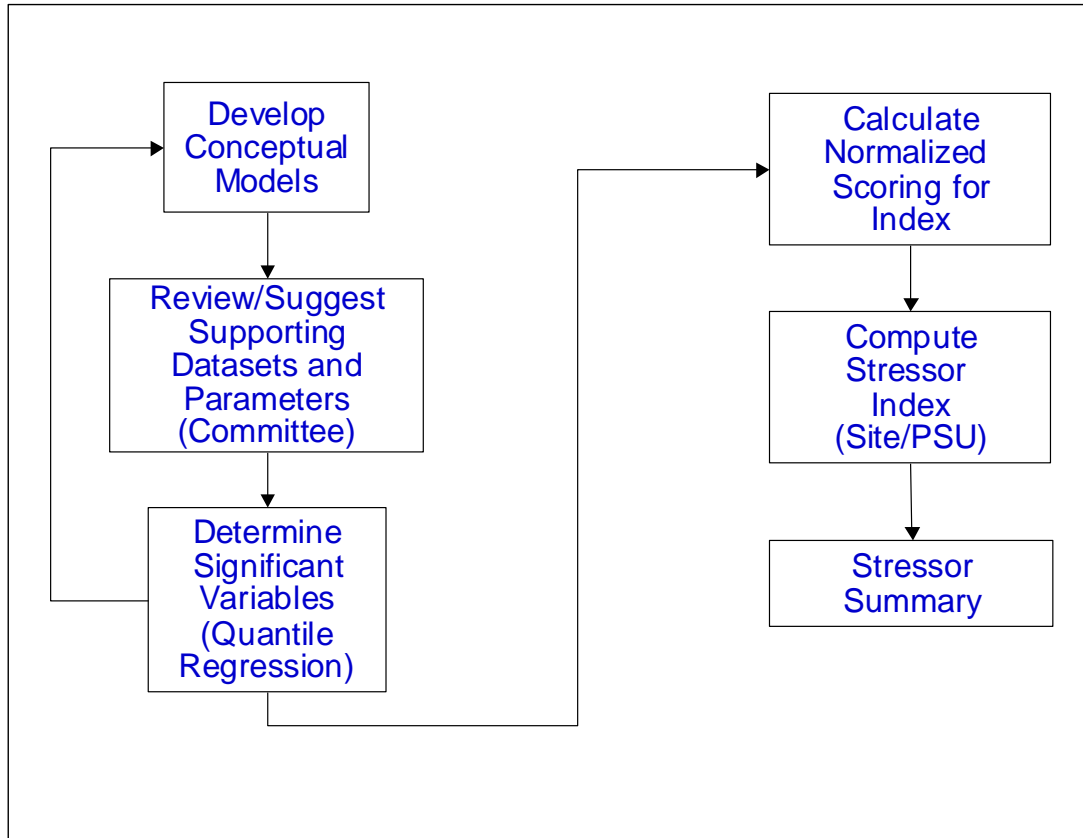 Develop
Conceptual
Models
Review/Suggest
Supporting
Datasets and
Parameters
(Committee)
Determine
Significant
Variables
(Quantile
Regression)
Calculate
Normalized
Scoring for
Index
Compute
Stressor
Index
(Site/PSU)
Stressor
Summary